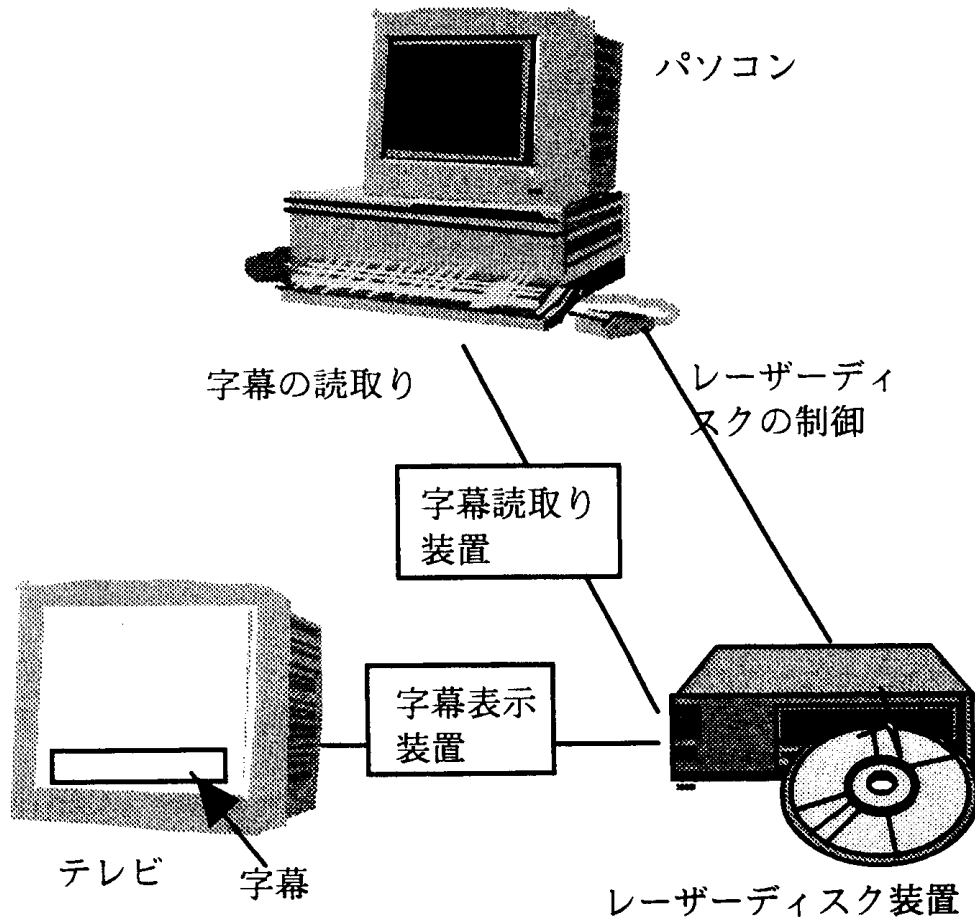 パソコン
字幕の読取り
レーザーディ
スクの制御
字幕読取り
装置
字幕表示
装置
テレビ
字幕
レーザーディスク装置